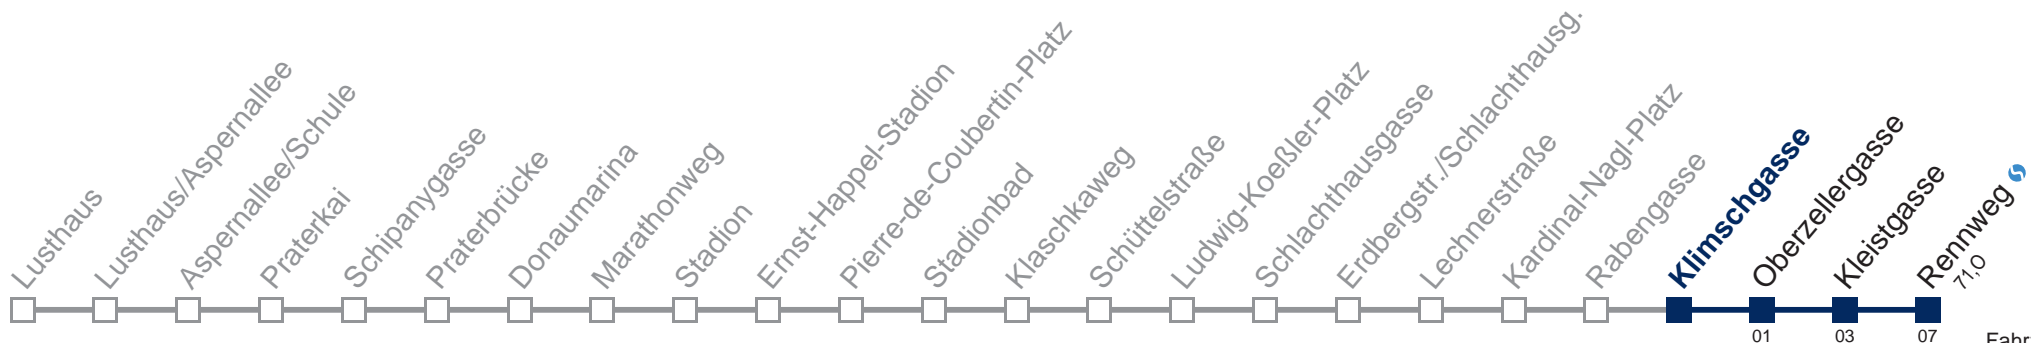 Lusthaus
Lusthaus/Aspernallee
Aspernallee/Schule
Praterkai
Schipanygasse
Praterbrücke
Donaumarina
Marathonweg
Stadion
Ernst-Happel-Stadion
Pierre-de-Coubertin-Platz
Stadionbad
Klaschkaweg
Schüttelstraße
Ludwig-Koeßler-Platz
Schlachthausgasse
Erdbergstr./Schlachthausg.
Lechnerstraße
Kardinal-Nagl-Platz
Rabengasse
Klimschgasse
Oberzellergasse
Kleistgasse
Rennweg
71,O
01 03 07
Fahr